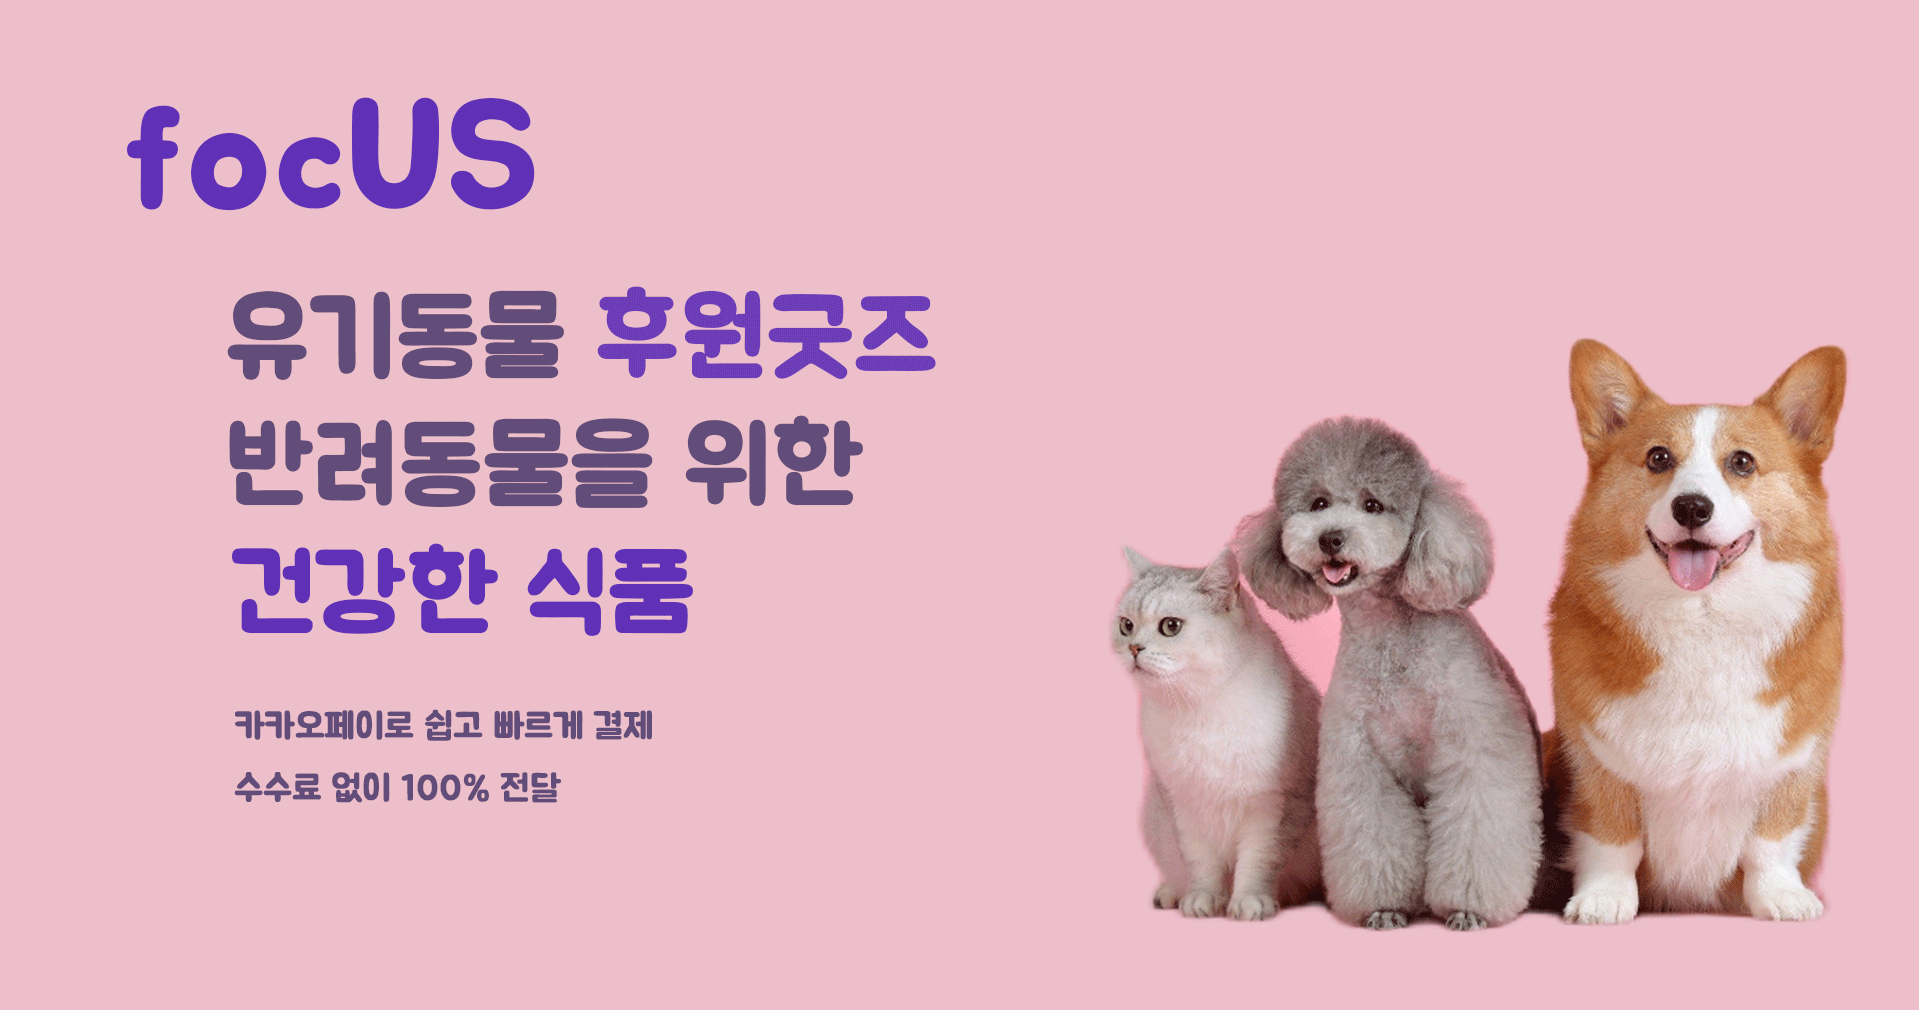 focUS
유기동물 후원굿즈
반려동물을 위한
건강한 식품
카카오페이로 쉽고 빠르게 결제
수수료 없이 100% 전달